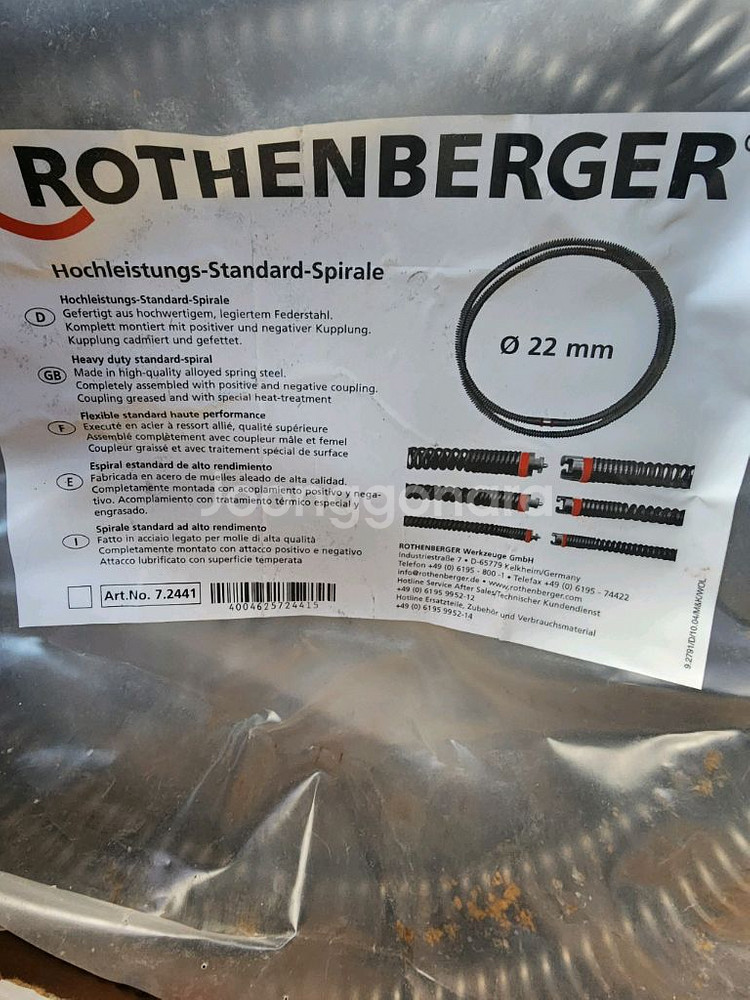 ROTHENBERGER
Hochleistungs-Standard-Spirale
D
Hochleistungs-Standard-Spirale
Gefertigt aus hochwertigem, legiertem Federstahl.
Komplett montiert mit positiver und negativer Kupplung.
Kupplung cadmiert und gefettet.
GB
Heavy duty standard-spiral
Made in high-quality alloyed spring steel.
Completely assembled with positive and negative coupling.
Coupling greased and with special heat-treatment
F
Flexible standard haute performance
Executé en acier à ressort allié, qualité supérieure
Assemblé complètement avec coupleur mâle et femel
Coupleur graissé et avec traitement spécial de surface
E
Espiral estandard de alto rendimiento
Fabricada en acero de muelles aleado de alta calidad.
Completamente montada con acoplamiento positivo y nega-
tivo. Acomplamiento con tratamiento térmico especial y
engrasado.
I
Spirale standard ad alto rendimento
Fatto in acciaio legato per molle di alta qualità
Completamente montato con attacco positivo e negativo
Attacco lubrificato con superficie temperata
Art.No. 7.2441
4004625724415
Ø 22 mm
ROTHENBERGER Werkzeuge GmbH
Industriestraße 7 • D-65779 Kelkheim/Germany
Telefon +49 (0) 6195 - 800 -1 • Telefax +49 (0) 6195 - 74422
info@rothenberger.de • www.rothenberger.com
Hotline Service After Sales/Technischer Kundendienst
+49 (0) 6195 9952-12
Hotline Ersatzteile, Zubehör und Verbrauchsmaterial
+49 (0) 6195 9952-14
9.2791/D/10.04/M&K/WOL
joonggonara